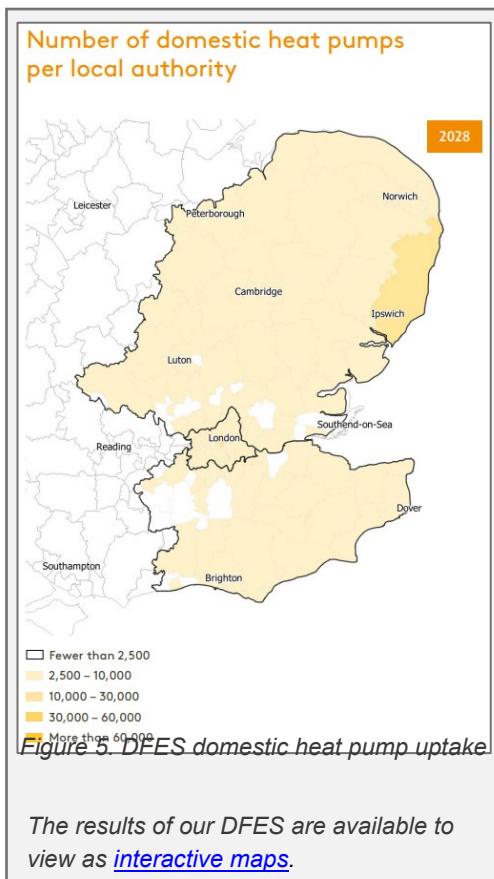 Number of domestic heat pumps
per local authority
2028
Leicester
Peterborough
Norwich
Cambridge
Ipswich
Luton
Southend-on-Sea
London
Reading
Dover
Southampton
Brighton
Fewer than 2,500
2,500 – 10,000
10,000 – 30,000
30,000 – 60,000
More than 60,000
Figure 5. DFES domestic heat pump uptake
The results of our DFES are available to
view as interactive maps.